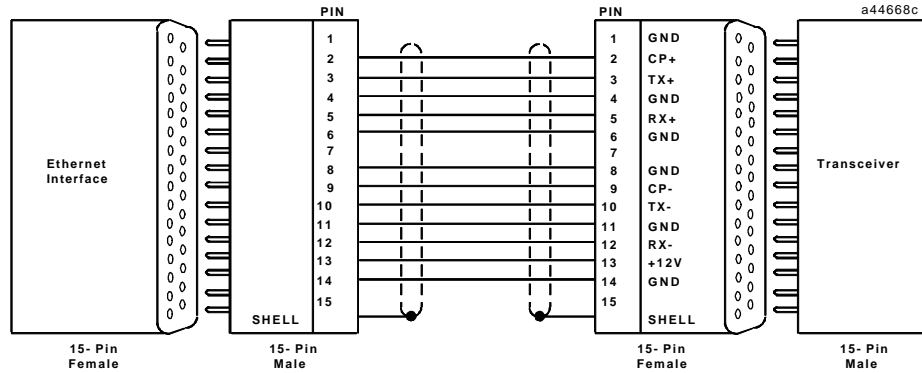 a44668c
PIN
PIN
1
2
3
4
5
6
7
8
9
10
11
12
13
14
15
SHELL
1 GND
2 CP+
3 TX+
4 GND
5 RX+
6 GND
7
8 GND
9 CP-
10 TX-
11 GND
12 RX-
13 +12V
14 GND
15
SHELL
Ethernet
Interface
Transceiver
15- Pin
Female
15- Pin
Male
15- Pin
Female
15- Pin
Male